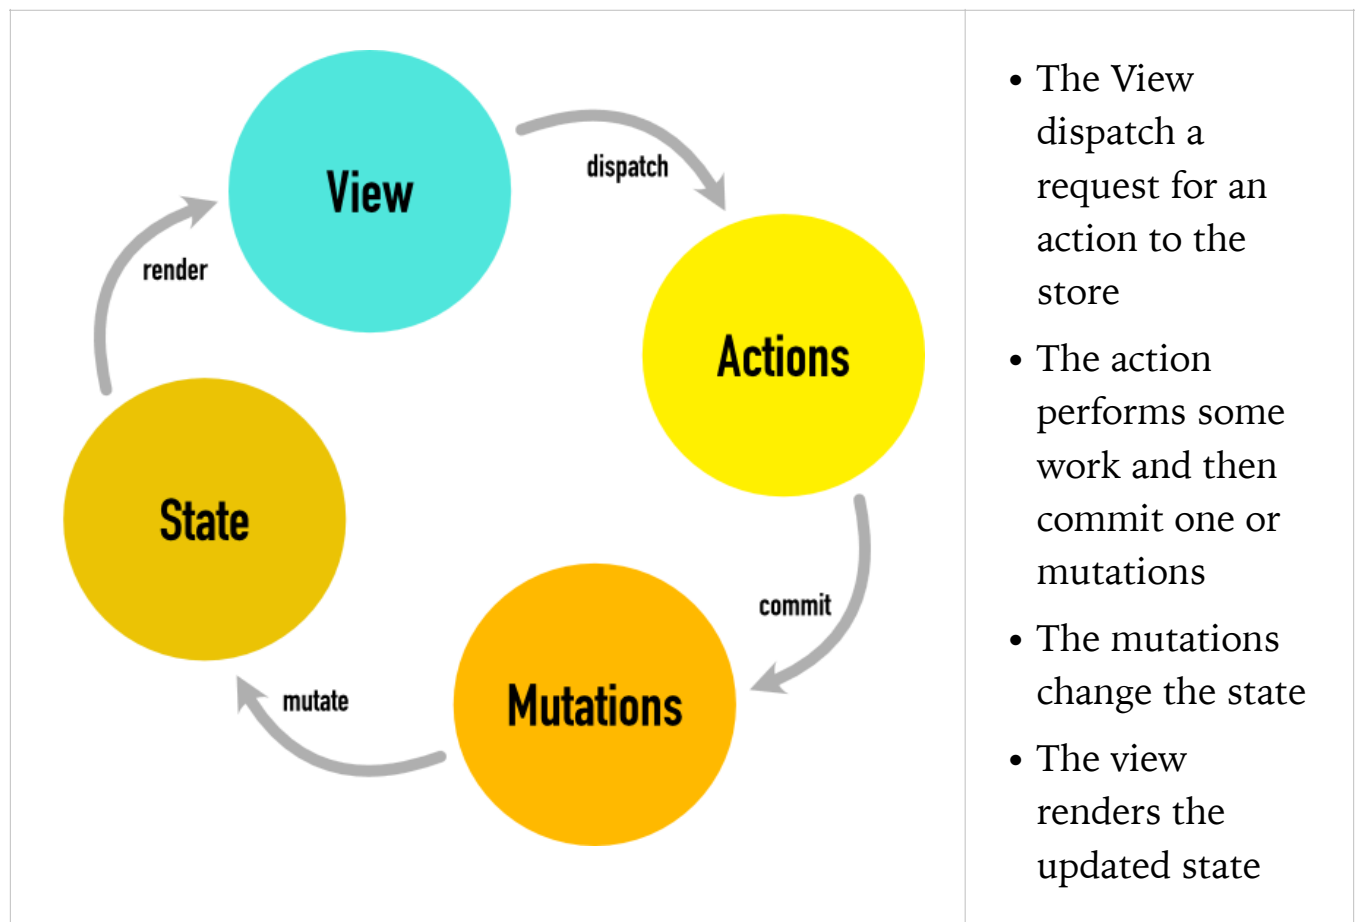 View
dispatch
render
Actions
State
commit
mutate
Mutations
• The View
dispatch a
request for an
action to the
store
• The action
performs some
work and then
commit one or
mutations
• The mutations
change the state
• The view
renders the
updated state